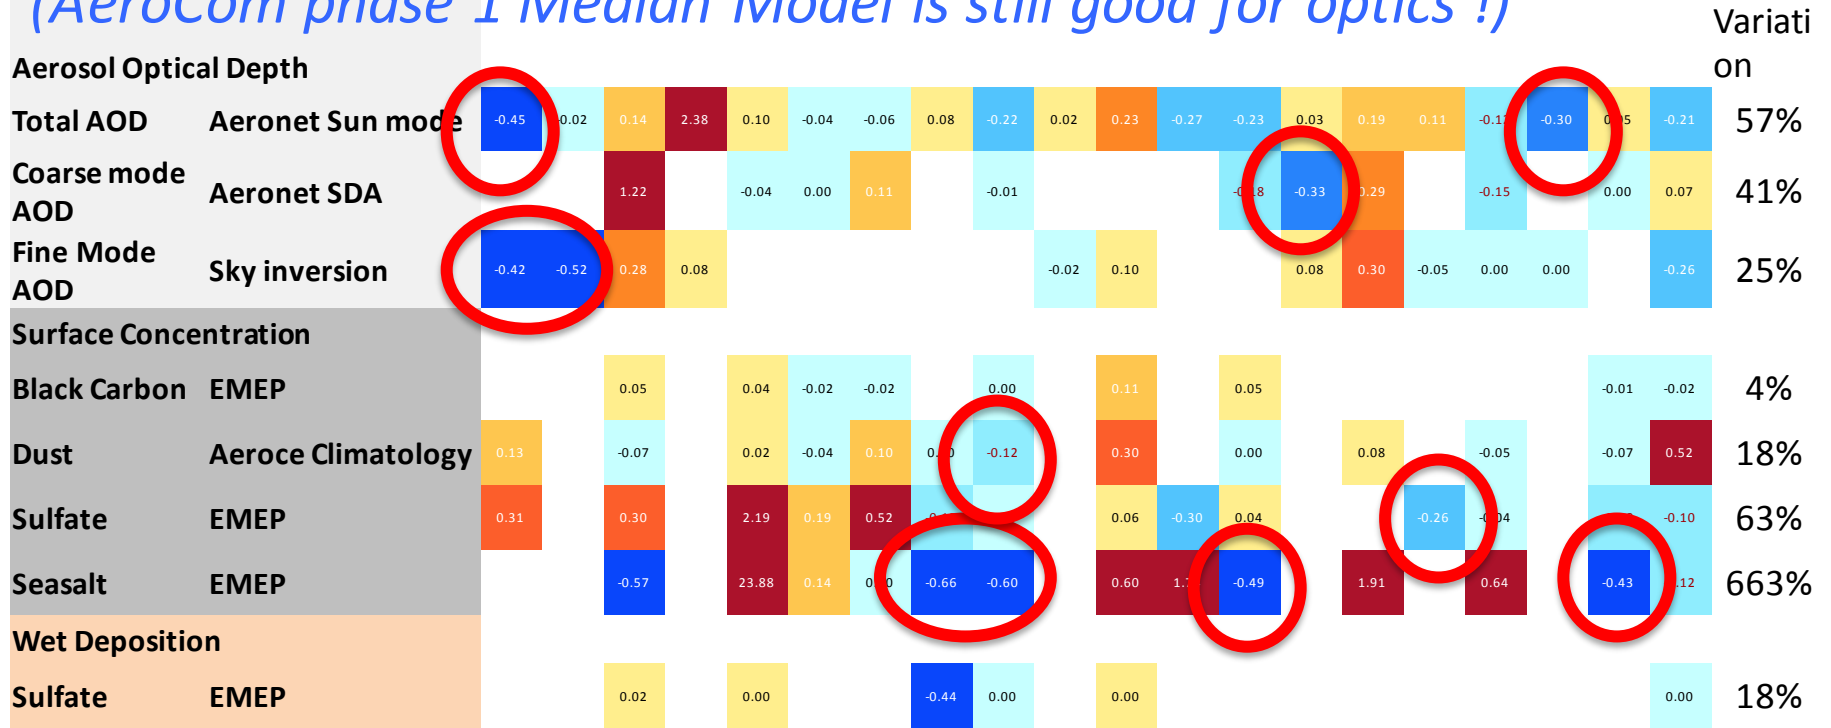 (AeroCom phase 1 Median Model is still good for optics !)
Variati
on
Aerosol Optical Depth
Total AOD Aeronet Sun mode -0.45 -0.02 0.14 2.38 0.10 -0.04 -0.06 0.08 -0.22 0.02 0.23 -0.27 -0.23 0.03 0.19 0.11 -0.30 -0.21 57%
Coarse mode
AOD Aeronet SDA 1.22 -0.04 0.00 0.11 -0.01 -0.33 0.29 -0.15 0.00 0.07 41%
Fine Mode
AOD Sky inversion -0.42 -0.52 0.28 0.08 -0.02 0.10 0.08 0.30 -0.05 0.00 0.00 -0.26 25%
Surface Concentration
Black Carbon EMEP 0.05 0.04 -0.02 -0.02 0.00 0.11 0.05 -0.01 -0.02 4%
Dust Aeroce Climatology 0.13 -0.07 0.02 -0.04 0.10 -0.12 0.30 0.00 0.08 -0.05 -0.07 0.52 18%
Sulfate EMEP 0.31 0.30 2.19 0.19 0.52 0.06 -0.30 0.04 -0.26 -0.04 -0.10 63%
Seasalt EMEP -0.57 23.88 0.14 -0.66 -0.60 0.60 -0.49 1.91 0.64 -0.43 663%
Wet Deposition
Sulfate EMEP 0.02 0.00 -0.44 0.00 0.00 0.00 18%